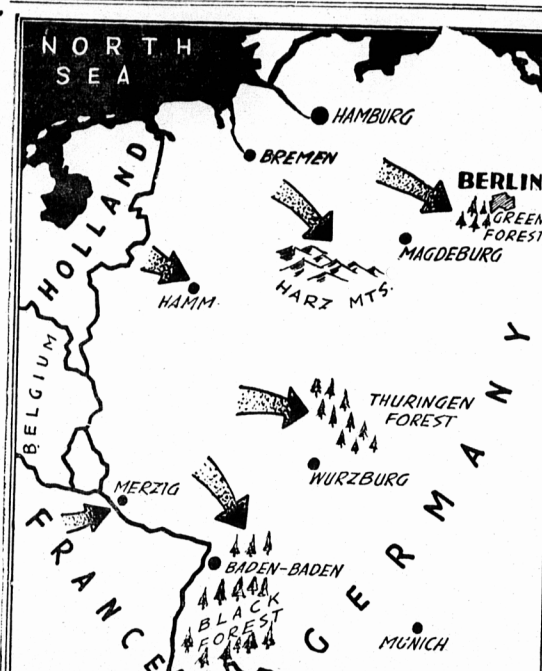 NORTH
SEA
HAMBURG
BREMEN
BERLIN
GREEN
FOREST
HOLLAND
MAGDEBURG
HAMM
HARZ MTS.
BELGIUM
THURINGEN
FOREST
WURZBURG
MERZIG
FRANCE
BADEN-BADEN
BLACK
FOREST
GERMANY
MUNICH